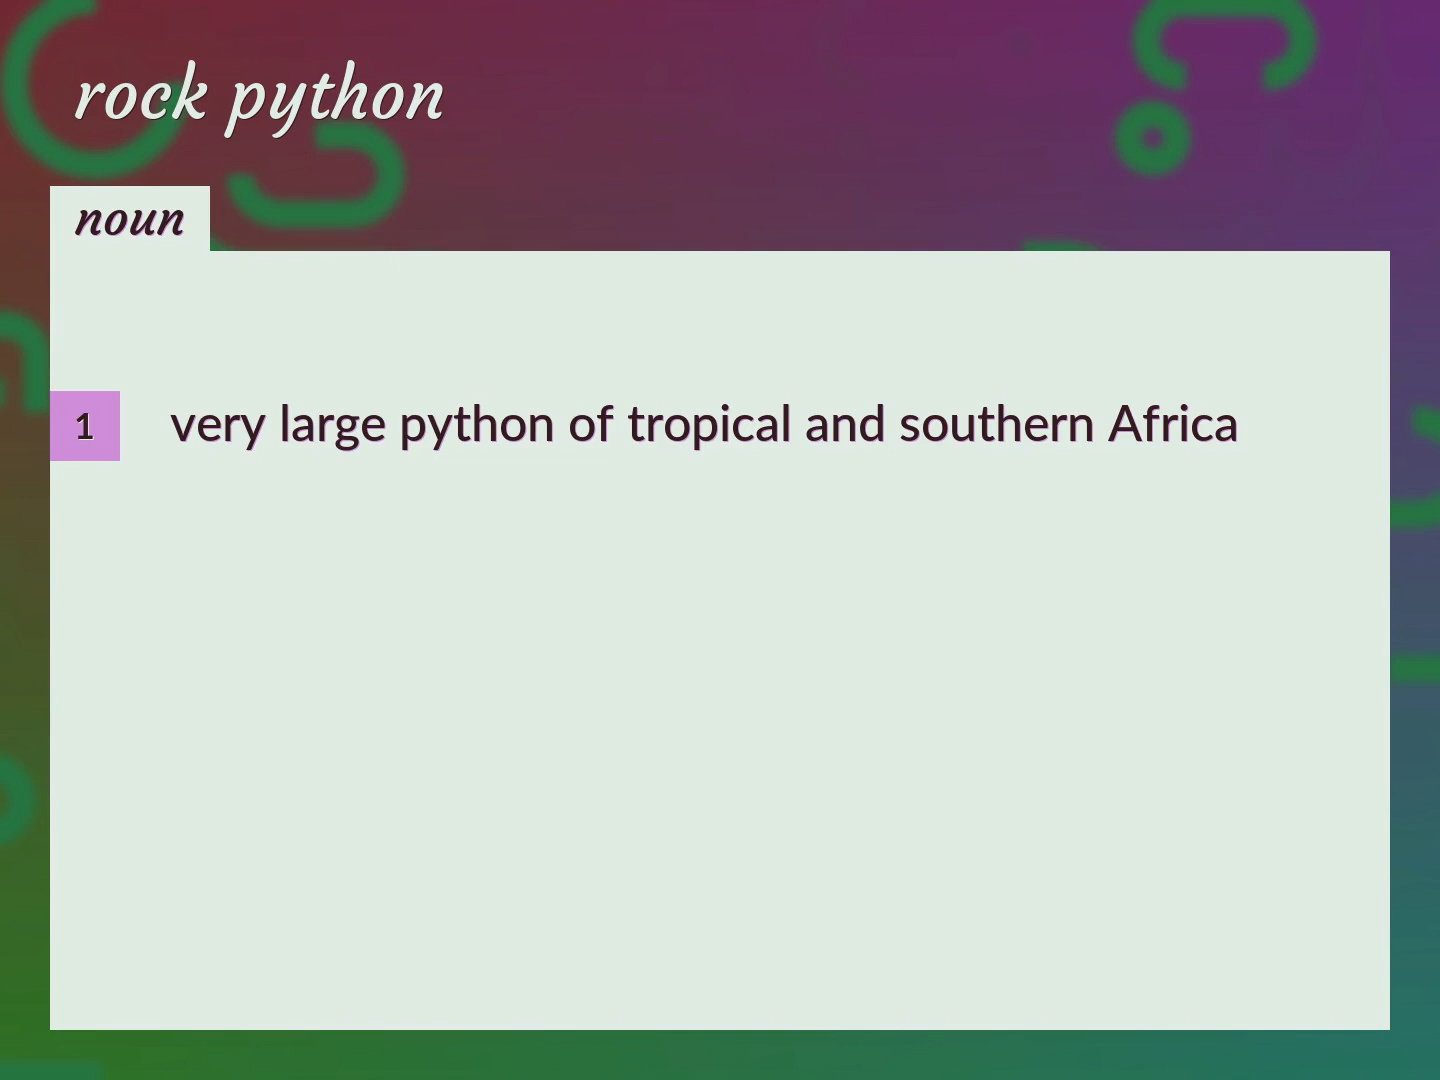 rock python
noun
1 very large python of tropical and southern Africa